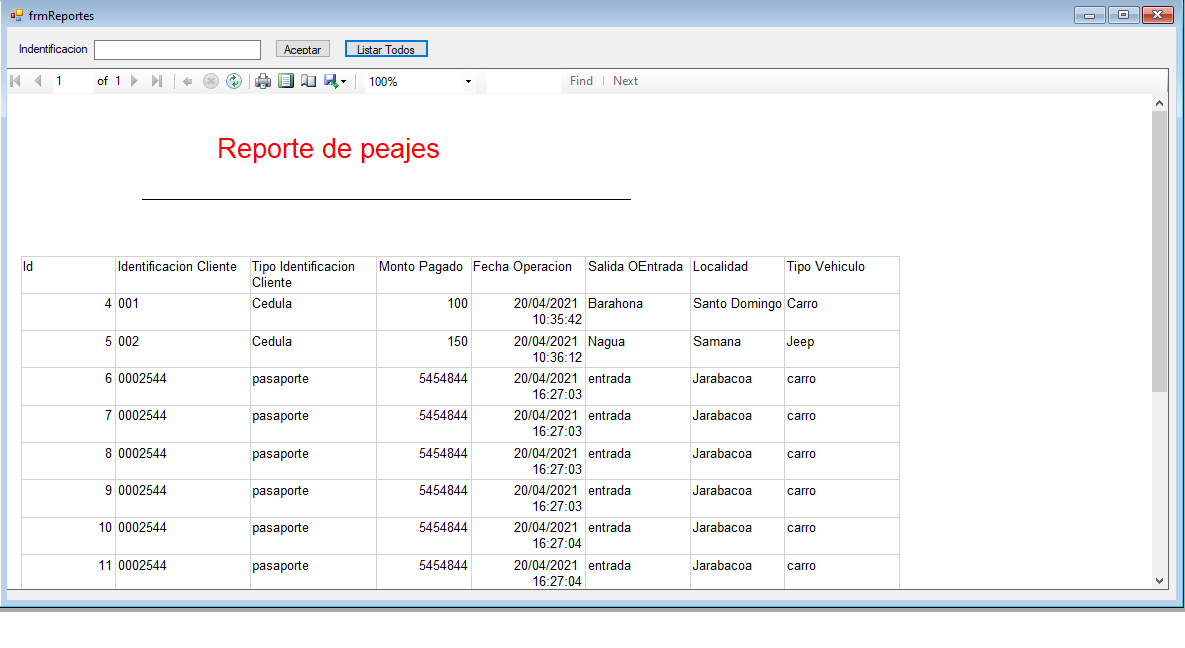 frmReportes
Indentificacion Aceptar Listar Todos
1 of 1 100% Find | Next
Reporte de peajes
Id Identificacion Cliente Tipo Identificacion Cliente Monto Pagado Fecha Operacion Salida OEntrada Localidad Tipo Vehiculo
4 001 Cedula 100 20/04/2021 10:35:42 Barahona Santo Domingo Carro
5 002 Cedula 150 20/04/2021 10:36:12 Nagua Samana Jeep
6 0002544 pasaporte 5454844 20/04/2021 16:27:03 entrada Jarabacoa carro
7 0002544 pasaporte 5454844 20/04/2021 16:27:03 entrada Jarabacoa carro
8 0002544 pasaporte 5454844 20/04/2021 16:27:03 entrada Jarabacoa carro
9 0002544 pasaporte 5454844 20/04/2021 16:27:03 entrada Jarabacoa carro
10 0002544 pasaporte 5454844 20/04/2021 16:27:04 entrada Jarabacoa carro
11 0002544 pasaporte 5454844 20/04/2021 16:27:04 entrada Jarabacoa carro